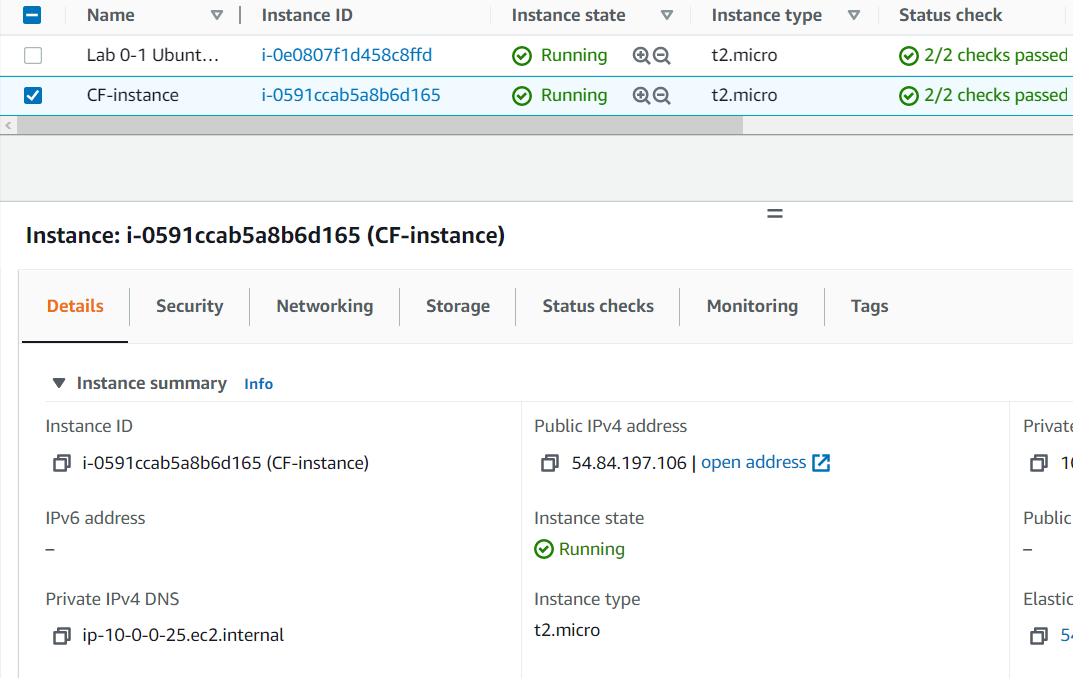 Name Instance ID Instance state Instance type Status check
Lab 0-1 Ubunt... i-0e0807f1d458c8ffd Running t2.micro 2/2 checks passed
CF-instance i-0591ccab5a8b6d165 Running t2.micro 2/2 checks passed
Instance: i-0591ccab5a8b6d165 (CF-instance)
Details Security Networking Storage Status checks Monitoring Tags
Instance summary Info
Instance ID Public IPv4 address Private
i-0591ccab5a8b6d165 (CF-instance) 54.84.197.106 | open address 10
IPv6 address Instance state Public
– Running –
Private IPv4 DNS Instance type Elastic
ip-10-0-0-25.ec2.internal t2.micro 54